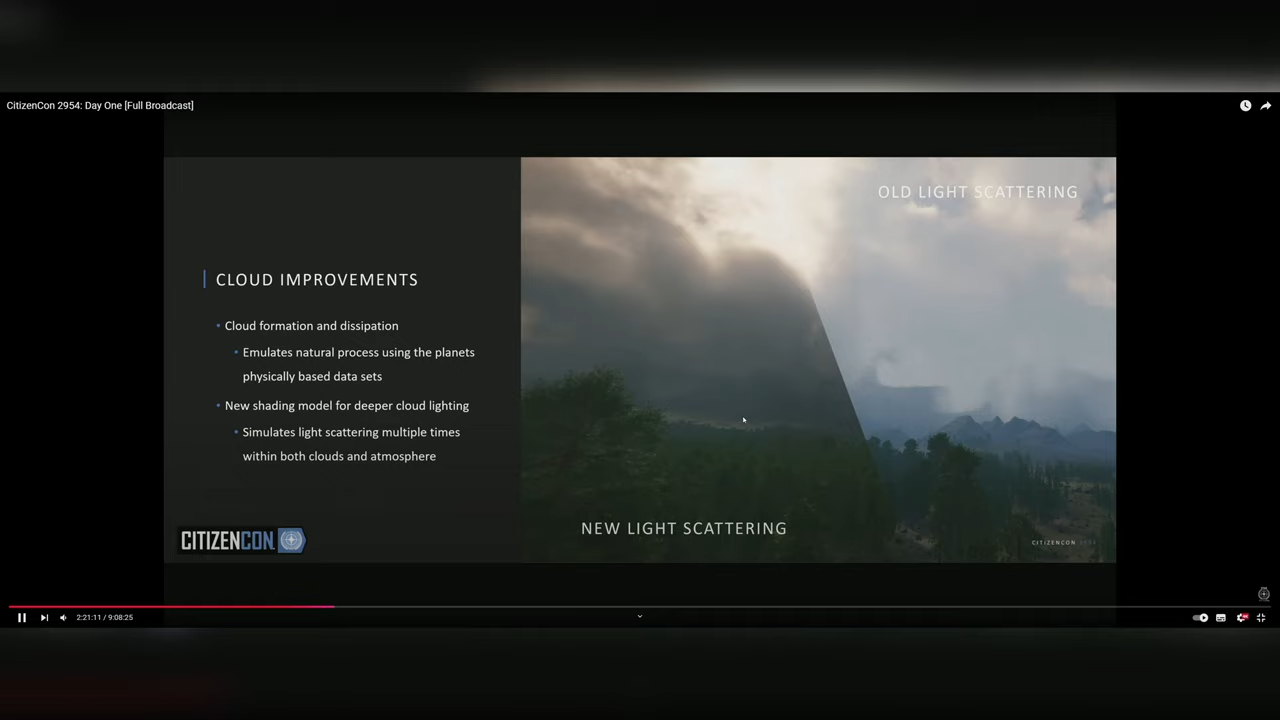 CitizenCon 2954: Day One [Full Broadcast]
OLD LIGHT SCATTERING
CLOUD IMPROVEMENTS
• Cloud formation and dissipation
• Emulates natural process using the planets
physically based data sets
• New shading model for deeper cloud lighting
• Simulates light scattering multiple times
within both clouds and atmosphere
NEW LIGHT SCATTERING
CITIZENCON
CITIZENCON 2954
2:21:11 / 9:08:25